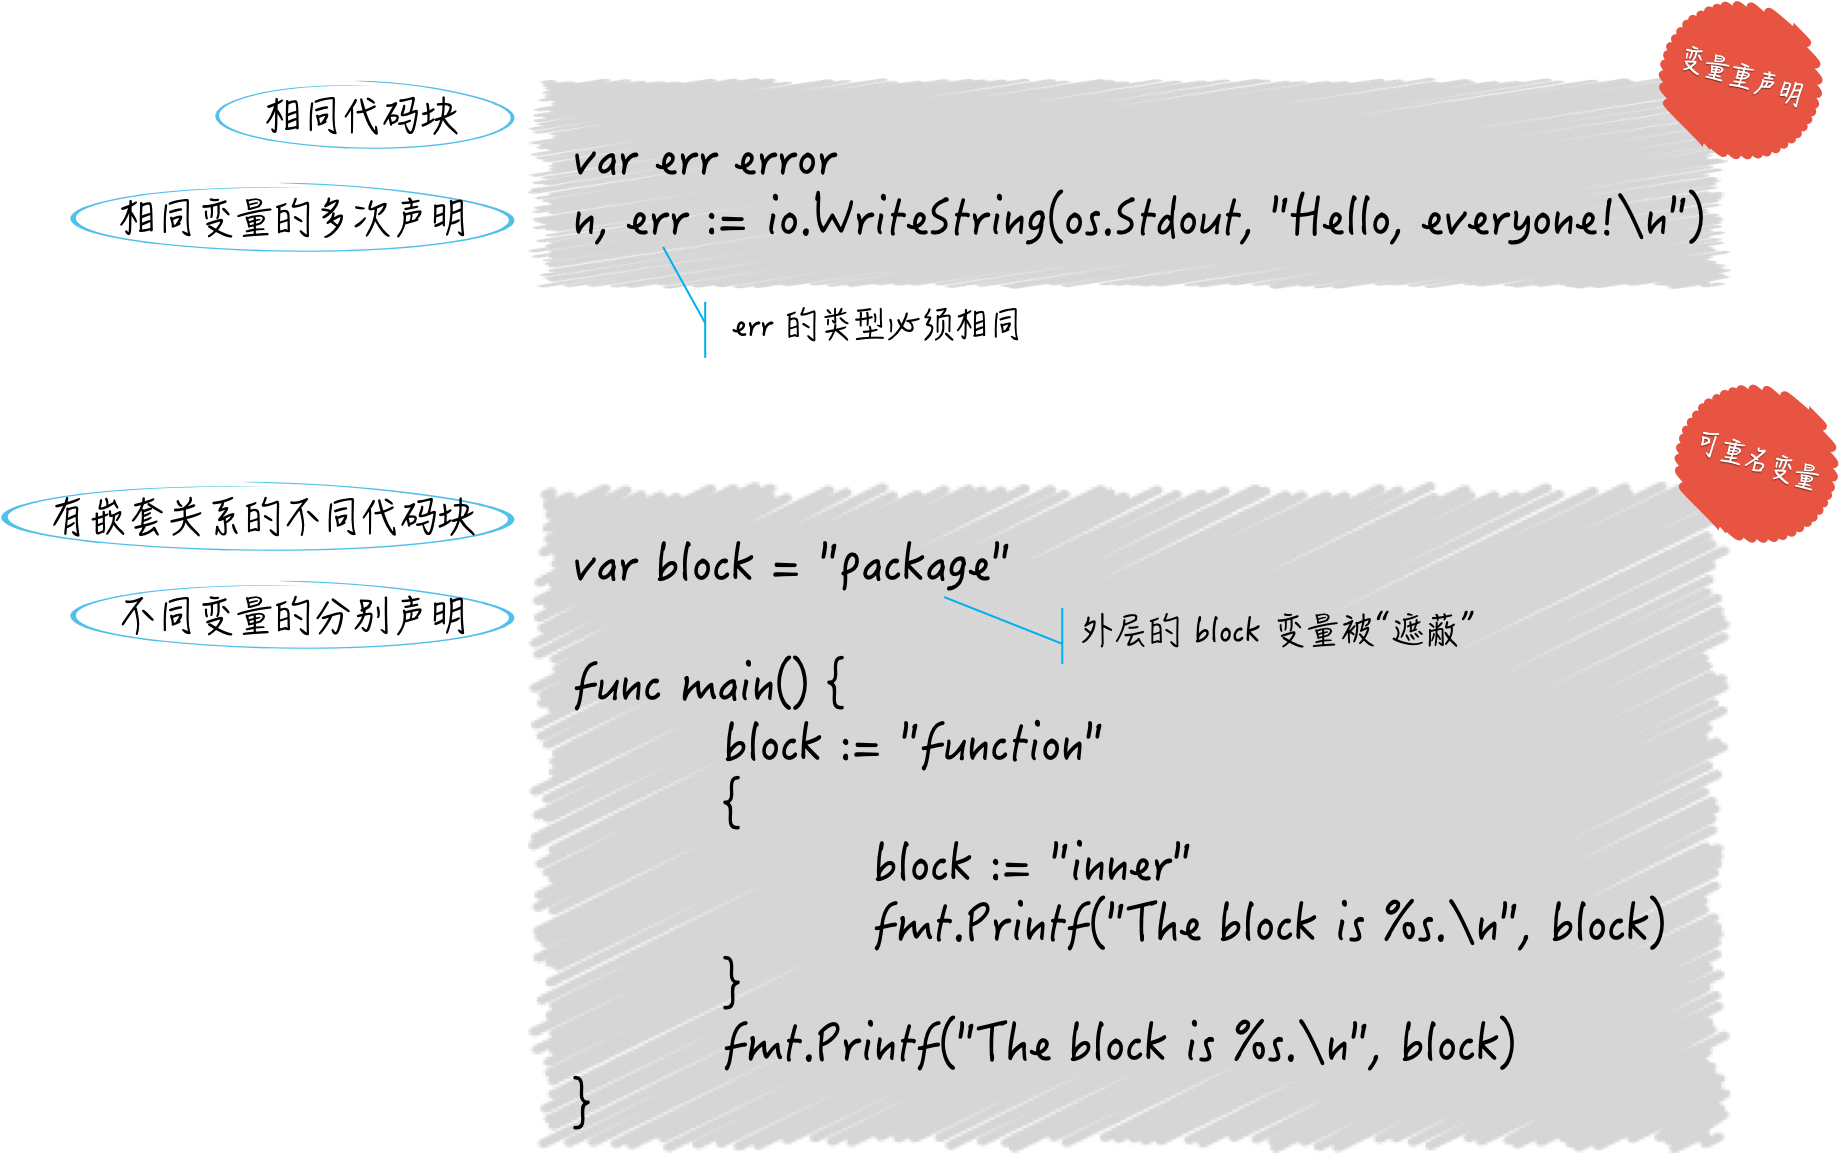 变量重声明
相同代码块
相同变量的多次声明
var err error
n, err := io.WriteString(os.Stdout, "Hello, everyone!\n")
err 的类型必须相同
可重名变量
有嵌套关系的不同代码块
不同变量的分别声明
var block = "package"
外层的 block 变量被“遮蔽”
func main() {
block := "function"
{
block := "inner"
fmt.Printf("The block is %s.\n", block)
}
fmt.Printf("The block is %s.\n", block)
}